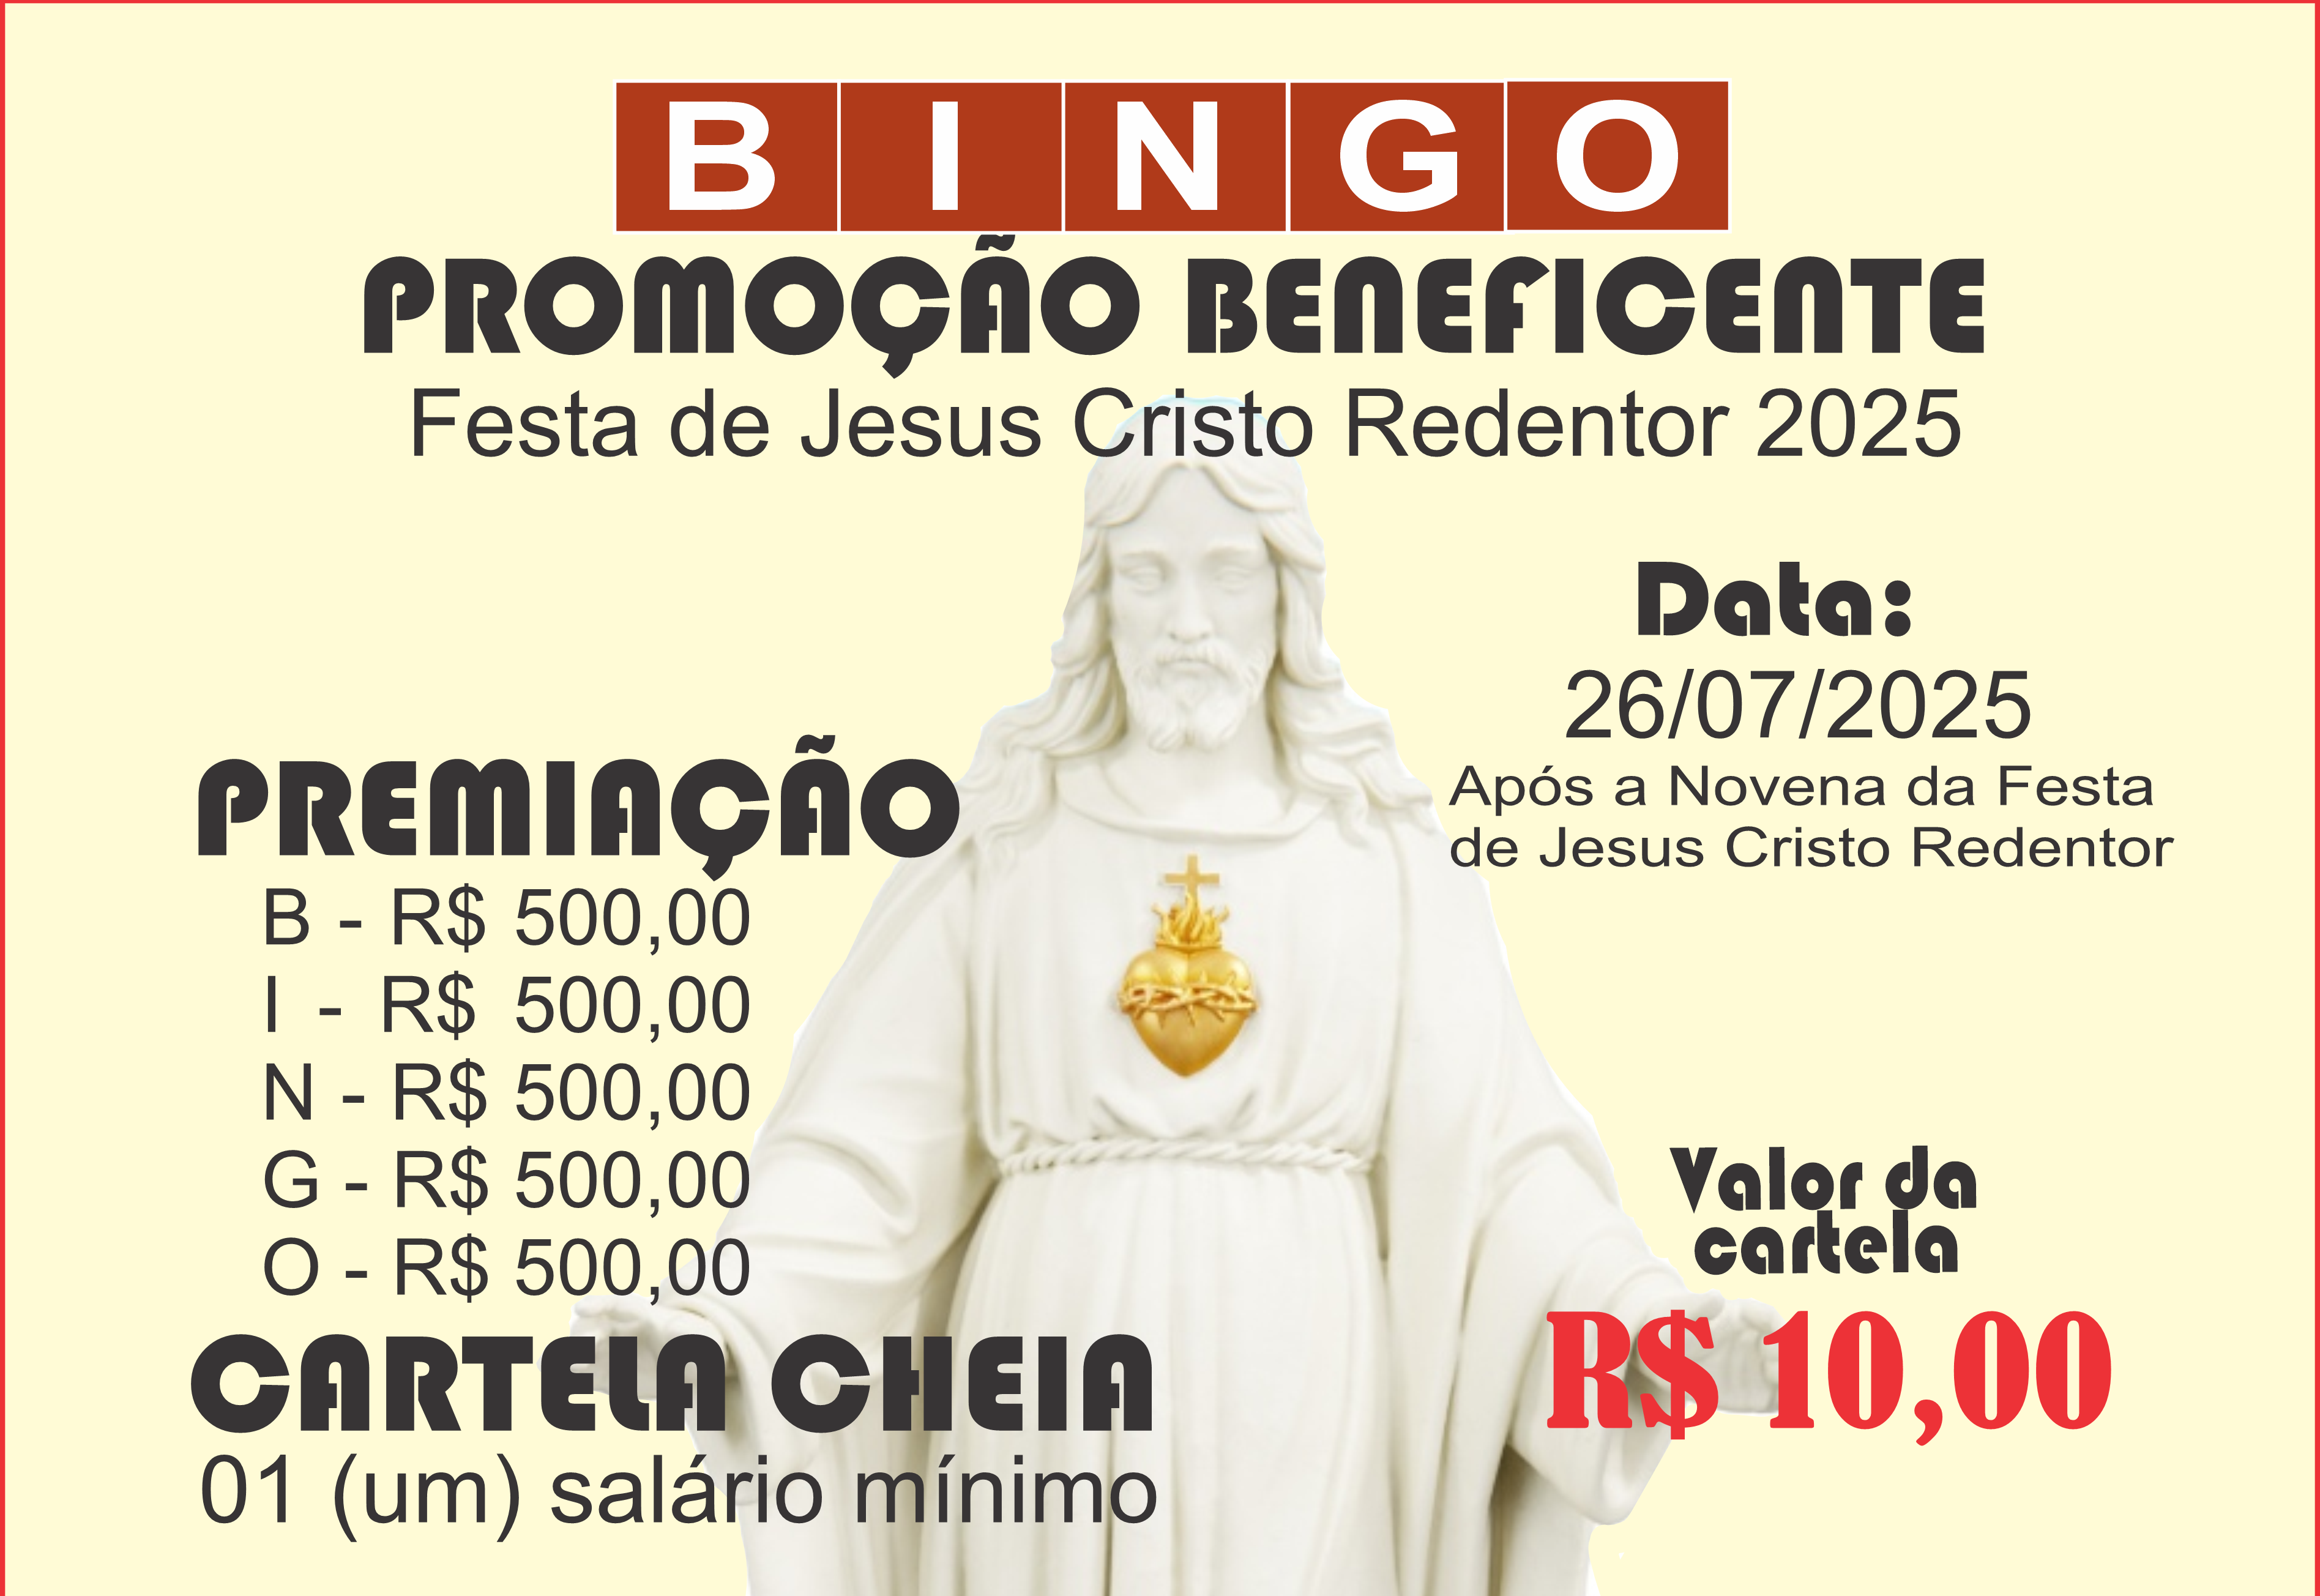 BINGO
PROMOÇÃO BENEFICENTE
Festa de Jesus Cristo Redentor 2025
Data:
26/07/2025
Após a Novena da Festa
de Jesus Cristo Redentor
PREMIAÇÃO
B - R$ 500,00
I - R$ 500,00
N - R$ 500,00
G - R$ 500,00
O - R$ 500,00
CARTELA CHEIA
01 (um) salário mínimo
Valor da
cartela
R$ 10,00